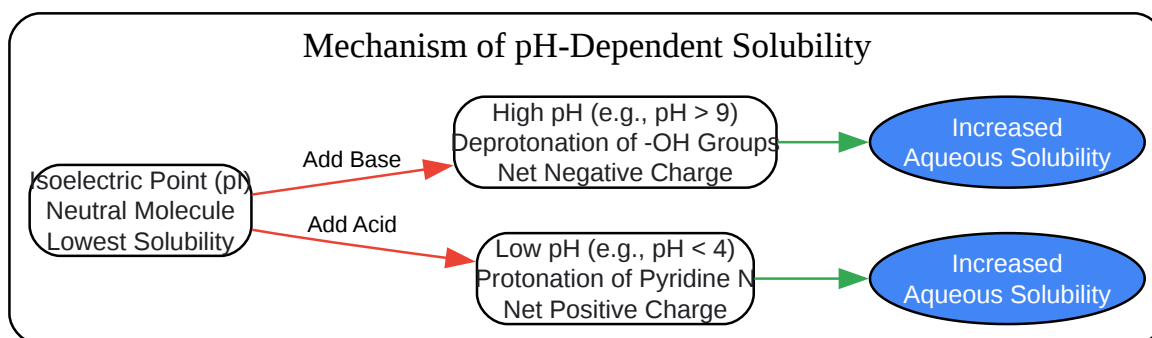 Mechanism of pH-Dependent Solubility
Isoelectric Point (pI)
Neutral Molecule
Lowest Solubility
Add Base
Add Acid
High pH (e.g., pH > 9)
Deprotonation of -OH Groups
Net Negative Charge
Low pH (e.g., pH < 4)
Protonation of Pyridine N
Net Positive Charge
Increased
Aqueous Solubility
Increased
Aqueous Solubility